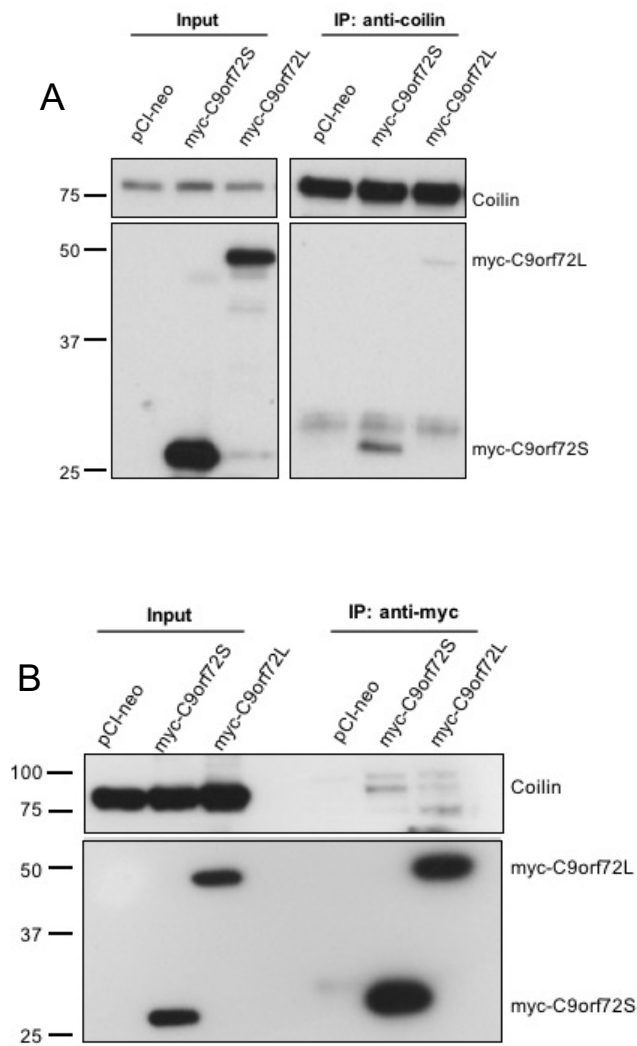 Input IP: anti-coilin
A
pCI-neo myc-C9orf72S myc-C9orf72L pCI-neo myc-C9orf72S myc-C9orf72L
75 Coilin
50 myc-C9orf72L
37
25 myc-C9orf72S
Input IP: anti-myc
B
pCI-neo myc-C9orf72S myc-C9orf72L pCI-neo myc-C9orf72S myc-C9orf72L
100
Coilin
75
50 myc-C9orf72L
37
25 myc-C9orf72S